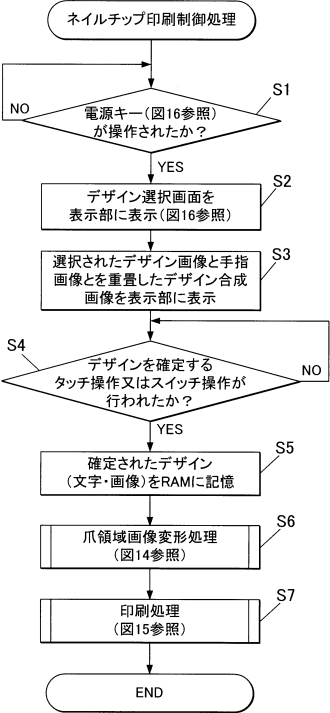 ネイルチップ印刷制御処理
S1
電源キー(図16参照)
が操作されたか?
NO
YES
S2
デザイン選択画面を
表示部に表示(図16参照)
S3
選択されたデザイン画像と手指
画像とを重畳したデザイン合成
画像を表示部に表示
S4
デザインを確定する
タッチ操作又はスイッチ操作が
行われたか?
NO
YES
S5
確定されたデザイン
(文字・画像)をRAMに記憶
S6
爪領域画像変形処理
(図14参照)
S7
印刷処理
(図15参照)
END